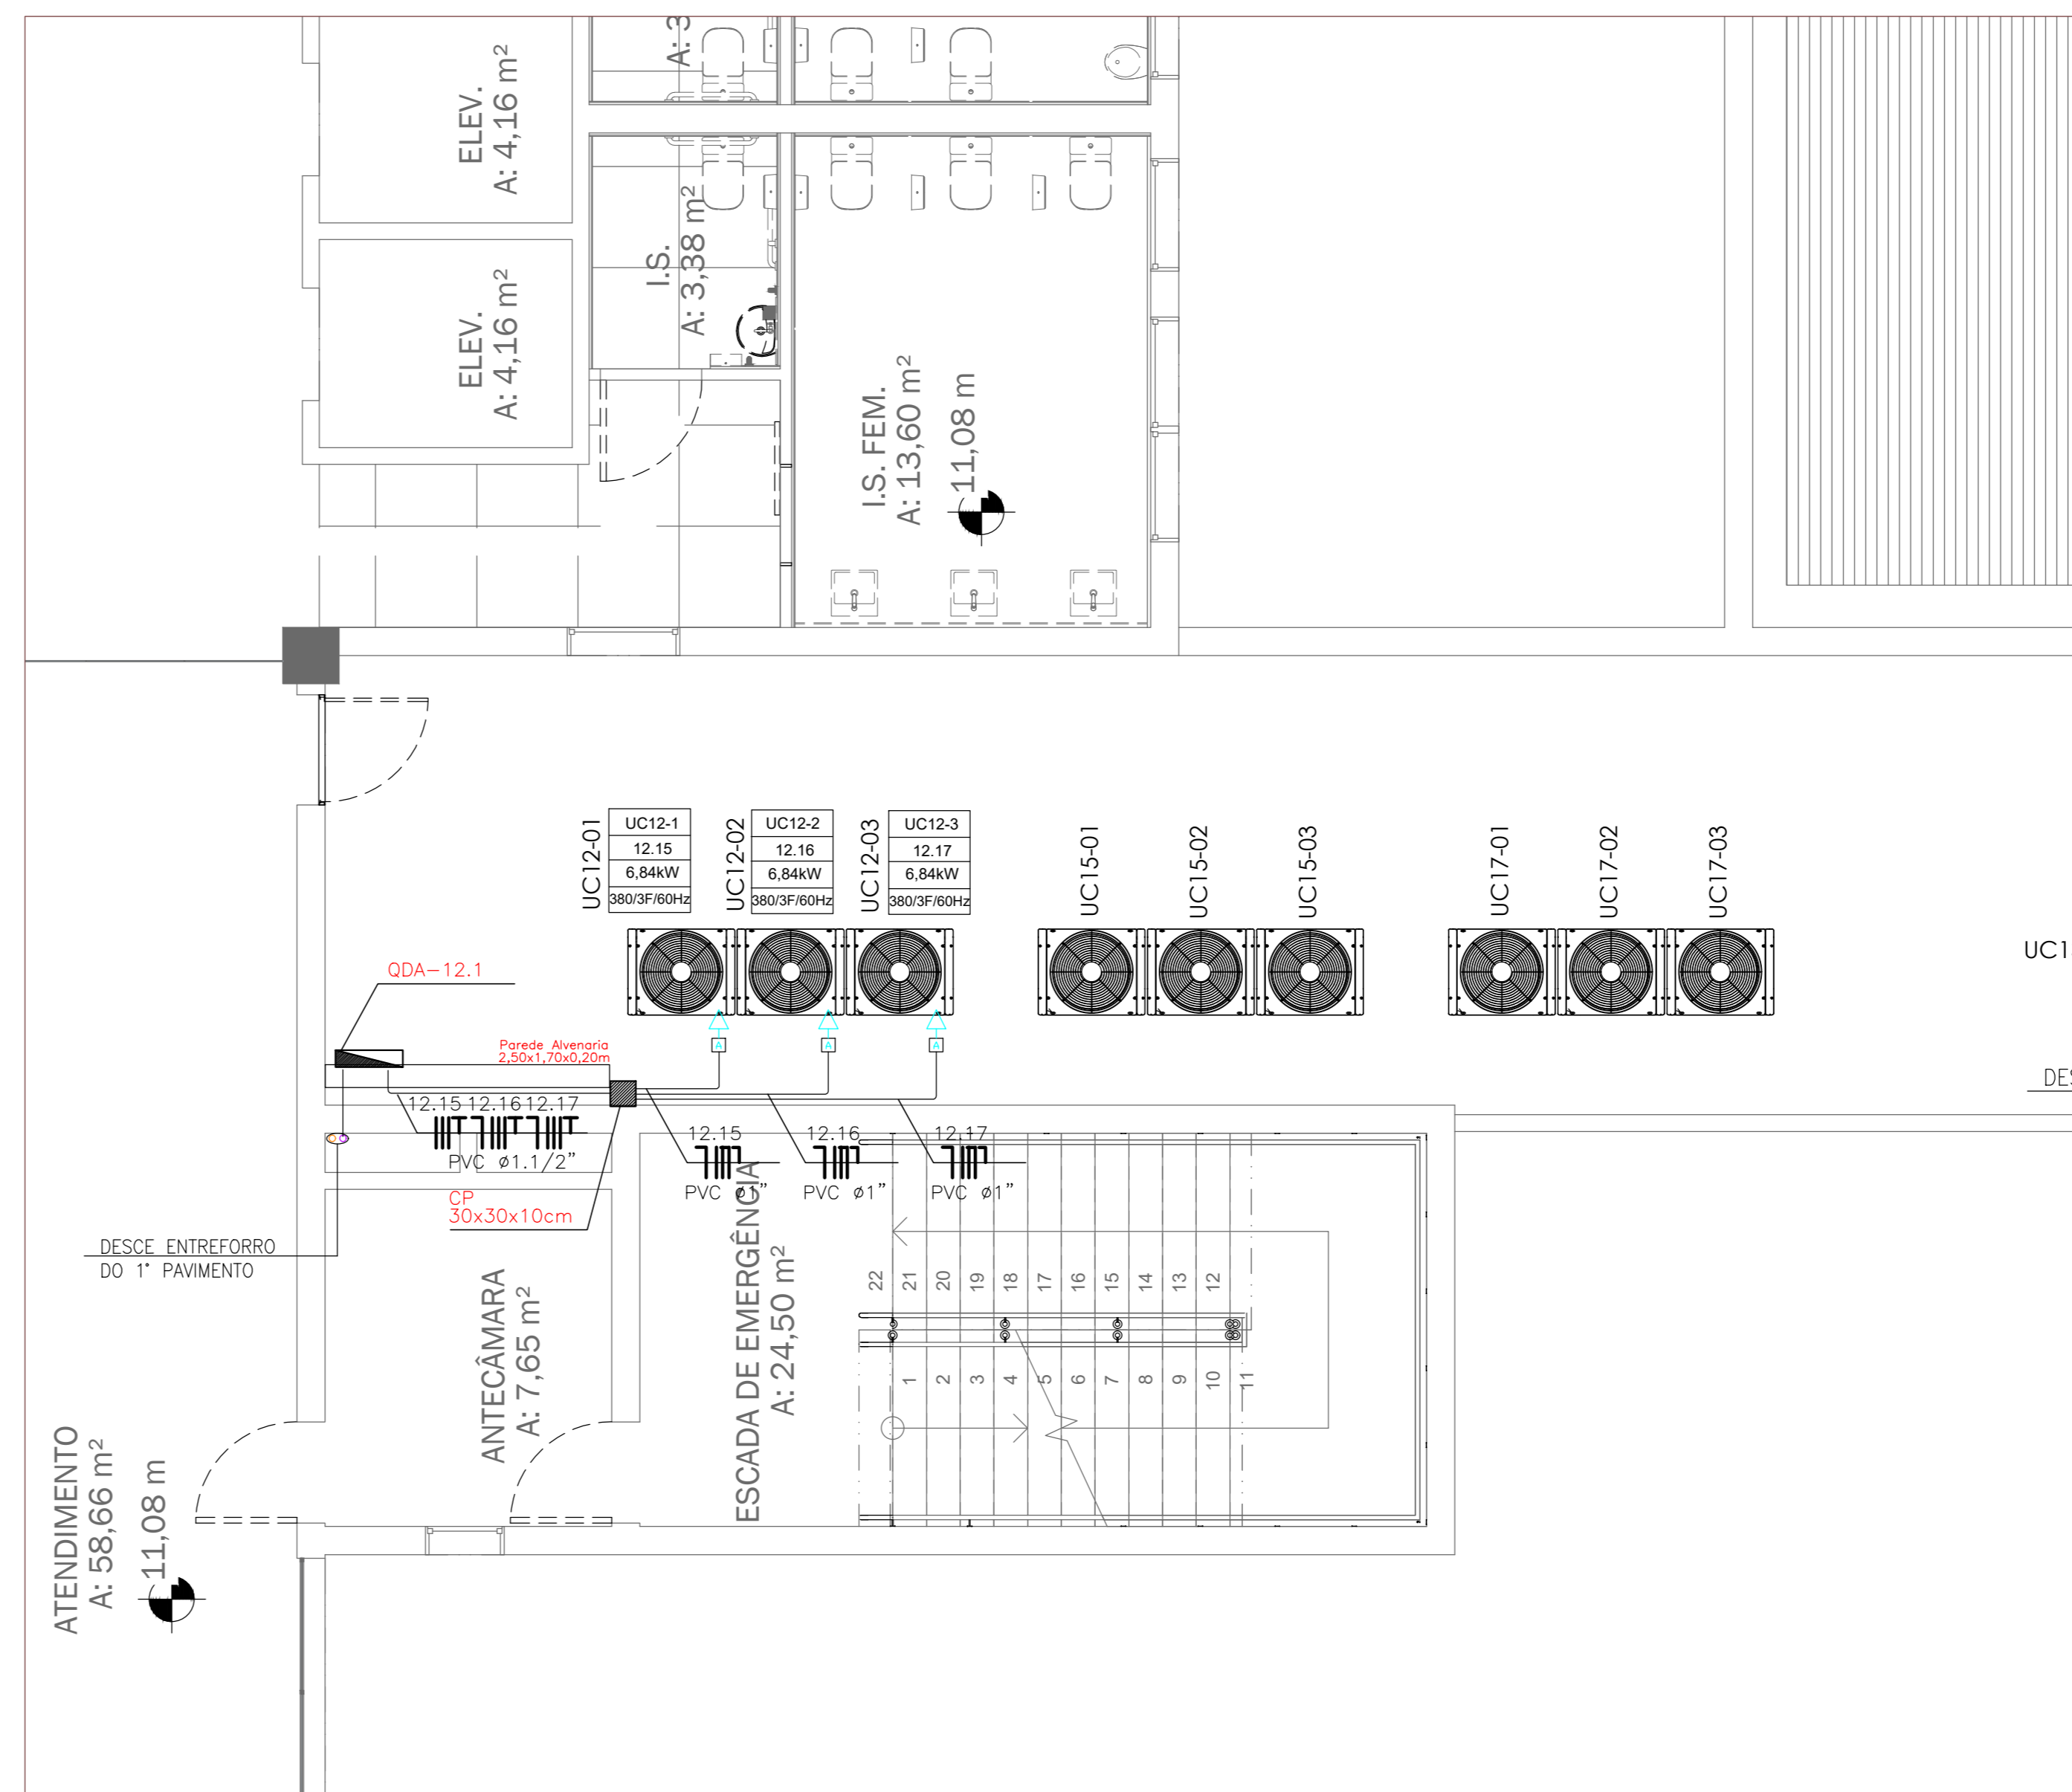 A: 3
ELEV.
A: 4,16 m²
ELEV.
A: 4,16 m²
I.S.
A: 3,38 m²
I.S. FEM.
A: 13,60 m²
11,08 m
UC12-01
UC12-1
12.15
6,84kW
380/3F/60Hz
UC12-02
UC12-2
12.16
6,84kW
380/3F/60Hz
UC12-03
UC12-3
12.17
6,84kW
380/3F/60Hz
UC15-01
UC15-02
UC15-03
UC17-01
UC17-02
UC17-03
UC1
QDA-12.1
Parede Alvenaria
2,50x1,70x0,20m
A
A
A
DES
12.15 12.16 12.17
PVC ø1.1/2"
12.15
PVC ø1"
12.16
PVC ø1"
12.17
PVC ø1"
CP
30x30x10cm
DESCE ENTREFORRO
DO 1° PAVIMENTO
ANTECÂMARA
A: 7,65 m²
ESCADA DE EMERGÊNCIA
A: 24,50 m²
22 21 20 19 18 17 16 15 14 13 12
1 2 3 4 5 6 7 8 9 10 11
ATENDIMENTO
A: 58,66 m²
11,08 m